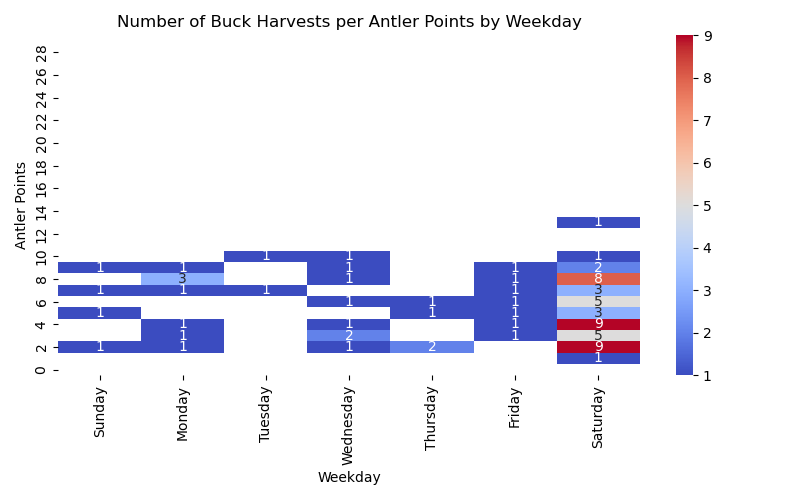 Number of Buck Harvests per Antler Points by Weekday
9
28
26
8
24
22
7
20
6
18
Antler Points
16
5
14
1
12
4
10
1 1 1
1 1 1 1 2
8
3 1 1 8
3
1 1 1 1 3
6
1 1 1 5
1 1 1 3
4
1 1 1 9
2
1 2 1 5
2
1 1 1 2 9
1
0
1
Sunday
Monday
Tuesday
Wednesday
Thursday
Friday
Saturday
Weekday